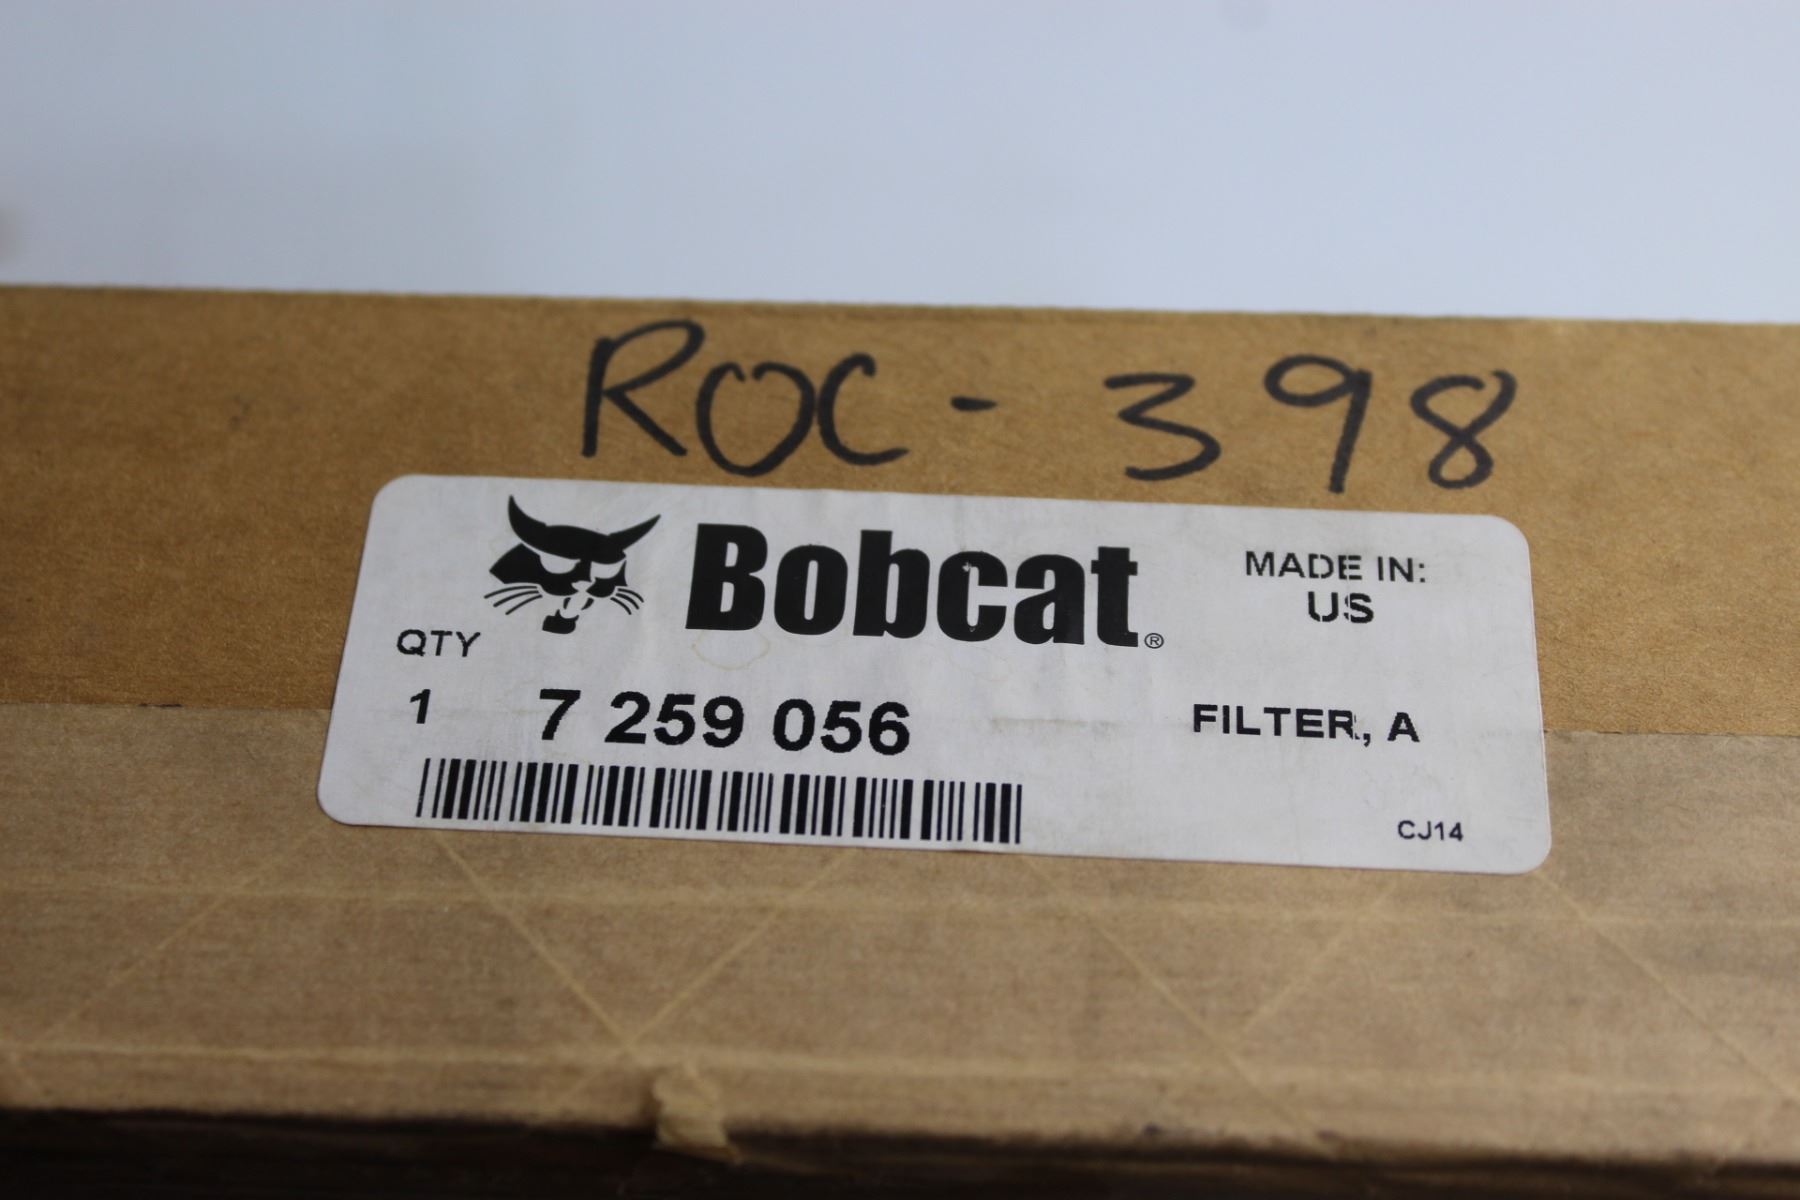 ROC - 398
Bobcat®
MADE IN:
US
QTY
1 7 259 056 FILTER, A
CJ14